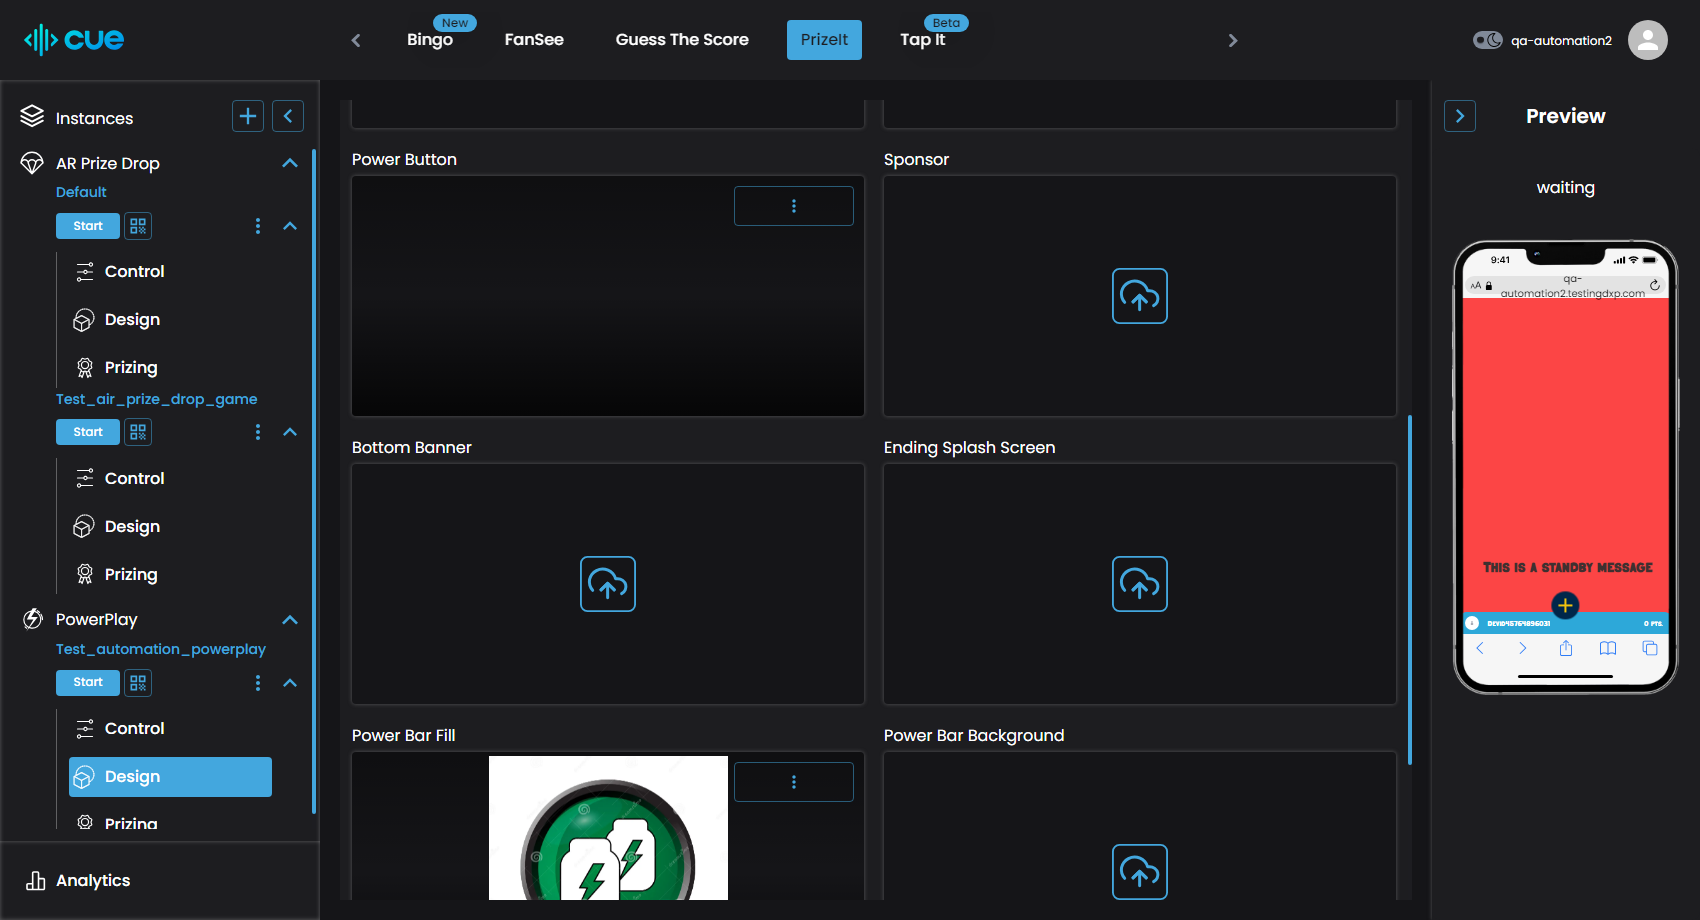 cue
New
Bingo
FanSee
Guess The Score
PrizeIt
Beta
Tap It
qa-automation2
Instances
AR Prize Drop
Default
Start
Control
Design
Prizing
Test_air_prize_drop_game
Start
Control
Design
Prizing
PowerPlay
Test_automation_powerplay
Start
Control
Design
Prizing
Analytics
Power Button
Sponsor
Bottom Banner
Ending Splash Screen
Power Bar Fill
Power Bar Background
Preview
waiting
9:41
AA
qa-
automation2.testingdxp.com
This is a standby message
0 PTS.